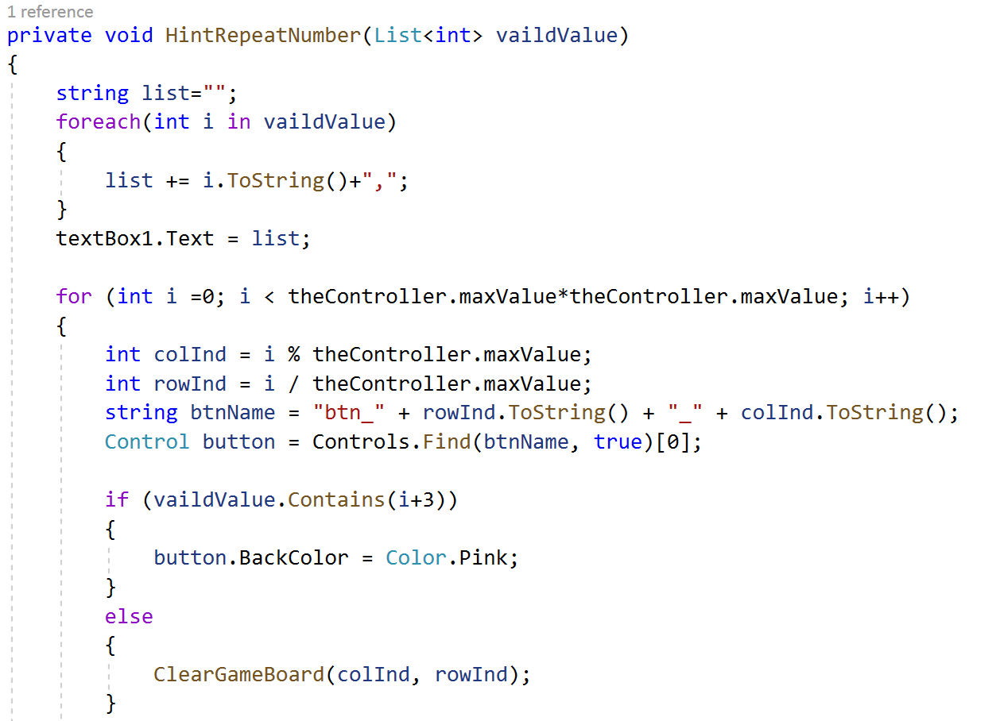 1 reference
private void HintRepeatNumber(List<int> vaildValue)
{
    string list="";
    foreach(int i in vaildValue)
    {
        list += i.ToString()+",";
    }
    textBox1.Text = list;

    for (int i =0; i < theController.maxValue*theController.maxValue; i++)
    {
        int colInd = i % theController.maxValue;
        int rowInd = i / theController.maxValue;
        string btnName = "btn_" + rowInd.ToString() + "_" + colInd.ToString();
        Control button = Controls.Find(btnName, true)[0];

        if (vaildValue.Contains(i+3))
        {
            button.BackColor = Color.Pink;
        }
        else
        {
            ClearGameBoard(colInd, rowInd);
        }